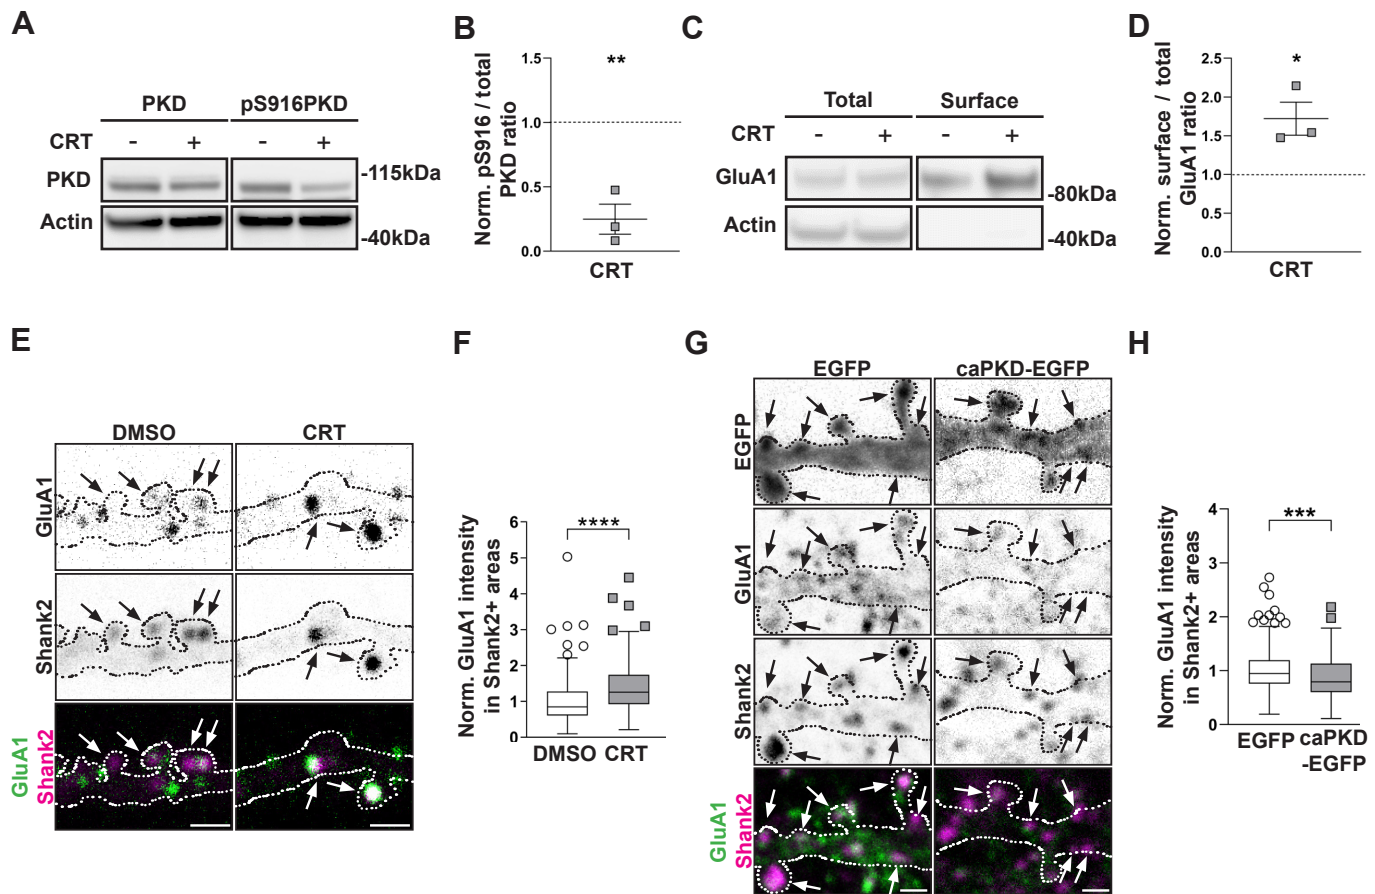 A
PKD pS916PKD
CRT - + - +
PKD -115kDa
Actin -40kDa
B
Norm. pS916 / total
PKD ratio
1.5
1.0
0.5
0.0
**
CRT
C
Total Surface
CRT - + - +
GluA1 -80kDa
Actin -40kDa
D
Norm. surface / total
GluA1 ratio
2.5
2.0
1.5
1.0
0.5
0.0
*
CRT
E
DMSO CRT
GluA1
Shank2
GluA1
Shank2
F
Norm. GluA1 intensity
in Shank2+ areas
6
5
4
3
2
1
0
****
DMSO CRT
G
EGFP caPKD-EGFP
EGFP
GluA1
Shank2
GluA1
Shank2
H
Norm. GluA1 intensity
in Shank2+ areas
4
3
2
1
0
***
EGFP caPKD
-EGFP